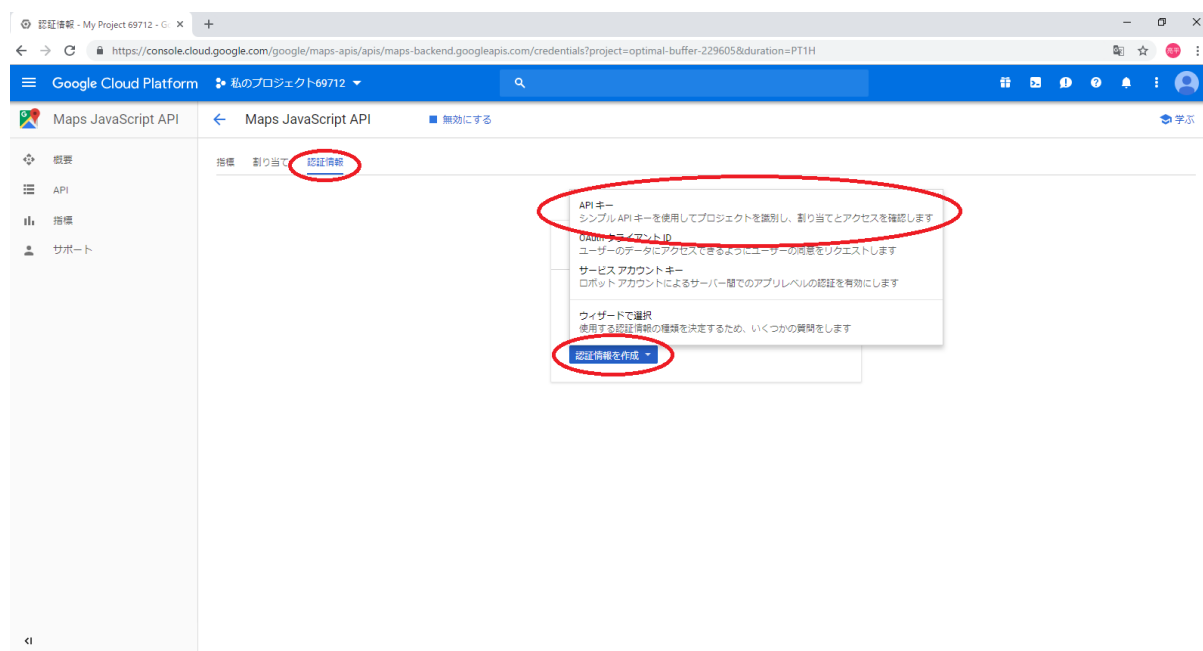 認証情報 - My Project 69712 - G
https://console.cloud.google.com/google/maps-apis/apis/maps-backend.googleapis.com/credentials?project=optimal-buffer-229605&duration=PT1H
Google Cloud Platform
私のプロジェクト69712
Maps JavaScript API
Maps JavaScript API
無効にする
学ぶ
概要
API
指標
サポート
指標 割り当て 認証情報
API キー
シンプル API キーを使用してプロジェクトを識別し、割り当てとアクセスを確認します
OAuth クライアント ID
ユーザーのデータにアクセスできるようにユーザーの同意をリクエストします
サービス アカウント キー
ロボット アカウントによるサーバー間でのアプリレベルの認証を有効にします
ウィザードで選択
使用する認証情報の種類を決定するため、いくつかの質問をします
認証情報を作成